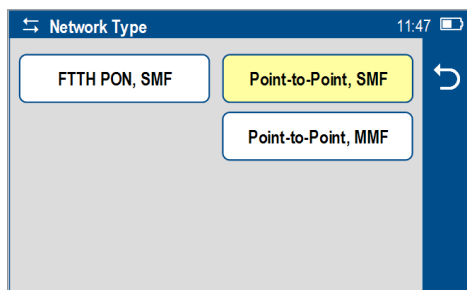 Network Type 11:47
FTTH PON, SMF Point-to-Point, SMF
Point-to-Point, MMF